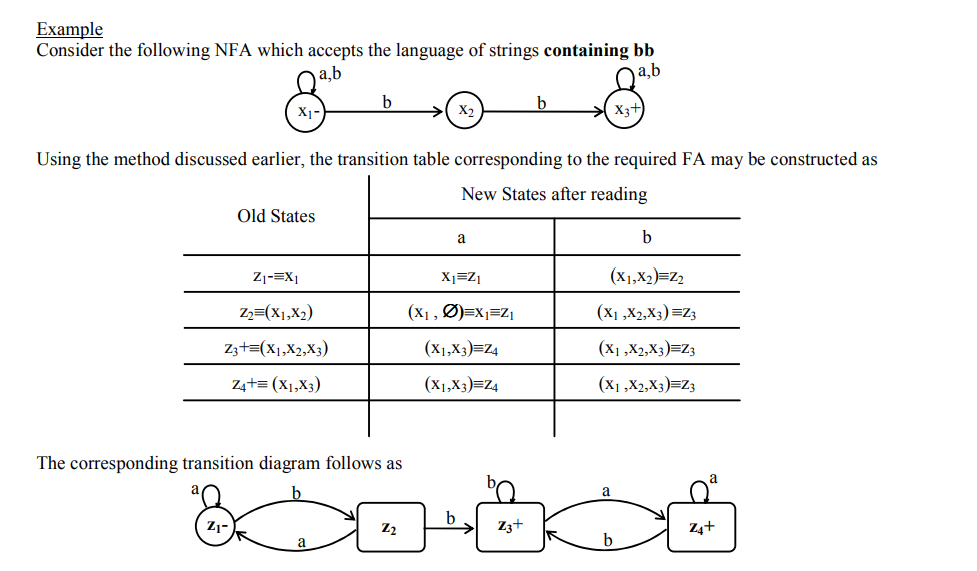 Example
Consider the following NFA which accepts the language of strings containing bb
a,b a,b
b b
x₁- x₂ x₃+
Using the method discussed earlier, the transition table corresponding to the required FA may be constructed as
New States after reading
Old States
a b
z₁-≡x₁ x₁≡z₁ (x₁,x₂)≡z₂
z₂≡(x₁,x₂) (x₁ , Ø)≡x₁≡z₁ (x₁ ,x₂,x₃) ≡z₃
z₃+≡(x₁,x₂,x₃) (x₁,x₃)≡z₄ (x₁ ,x₂,x₃)≡z₃
z₄+≡ (x₁,x₃) (x₁,x₃)≡z₄ (x₁ ,x₂,x₃)≡z₃
The corresponding transition diagram follows as
a b b a a
z₁- z₂ b z₃+ z₄+
a b